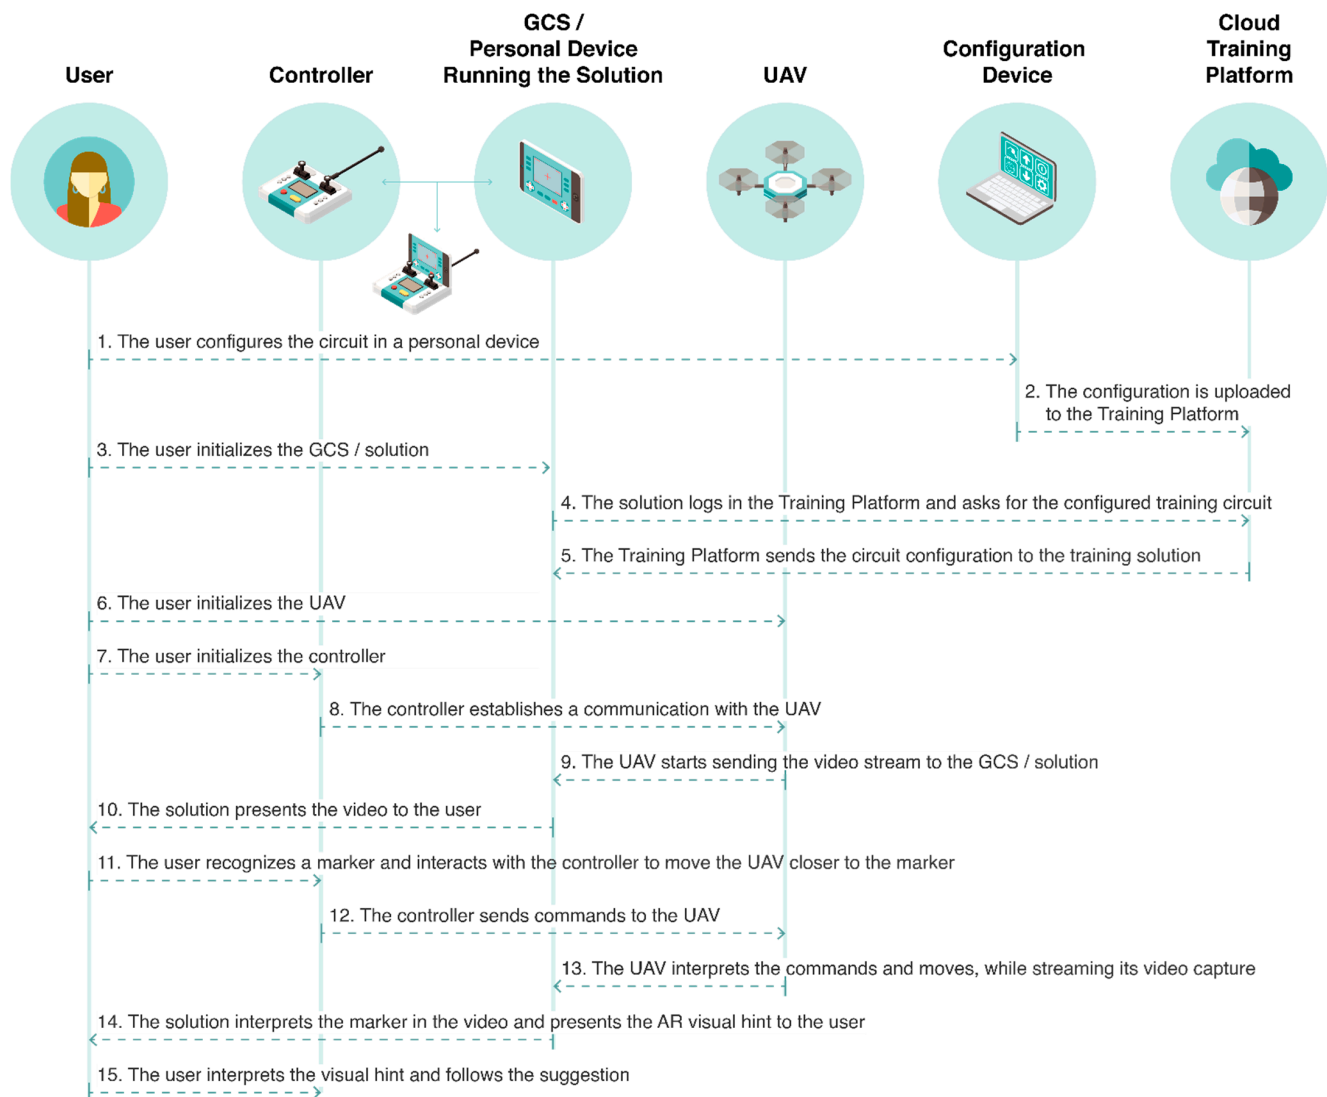 User
Controller
GCS /
Personal Device
Running the Solution
UAV
Configuration
Device
Cloud
Training
Platform
1. The user configures the circuit in a personal device
2. The configuration is uploaded
to the Training Platform
3. The user initializes the GCS / solution
4. The solution logs in the Training Platform and asks for the configured training circuit
5. The Training Platform sends the circuit configuration to the training solution
6. The user initializes the UAV
7. The user initializes the controller
8. The controller establishes a communication with the UAV
9. The UAV starts sending the video stream to the GCS / solution
10. The solution presents the video to the user
11. The user recognizes a marker and interacts with the controller to move the UAV closer to the marker
12. The controller sends commands to the UAV
13. The UAV interprets the commands and moves, while streaming its video capture
14. The solution interprets the marker in the video and presents the AR visual hint to the user
15. The user interprets the visual hint and follows the suggestion